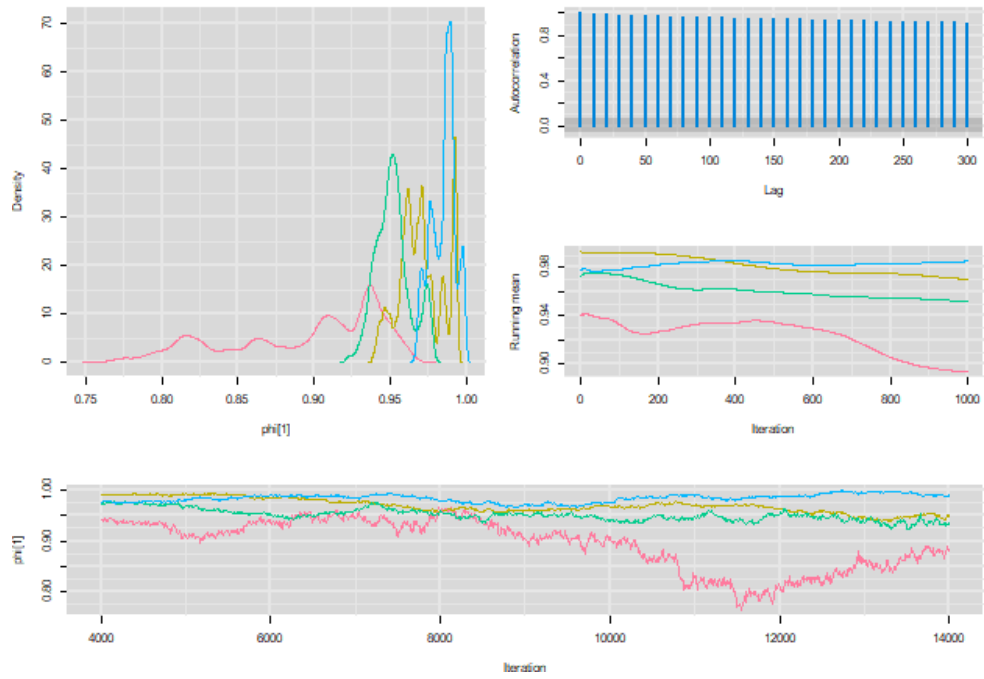 Density
0 10 20 30 40 50 60 70
0.75 0.80 0.85 0.90 0.95 1.00
phi[1]
Autocorrelation
0.0 0.4 0.8
0 50 100 150 200 250 300
Lag
Running mean
0.90 0.94 0.98
0 200 400 600 800 1000
Iteration
phi[1]
0.80 0.90 1.00
4000 6000 8000 10000 12000 14000
Iteration